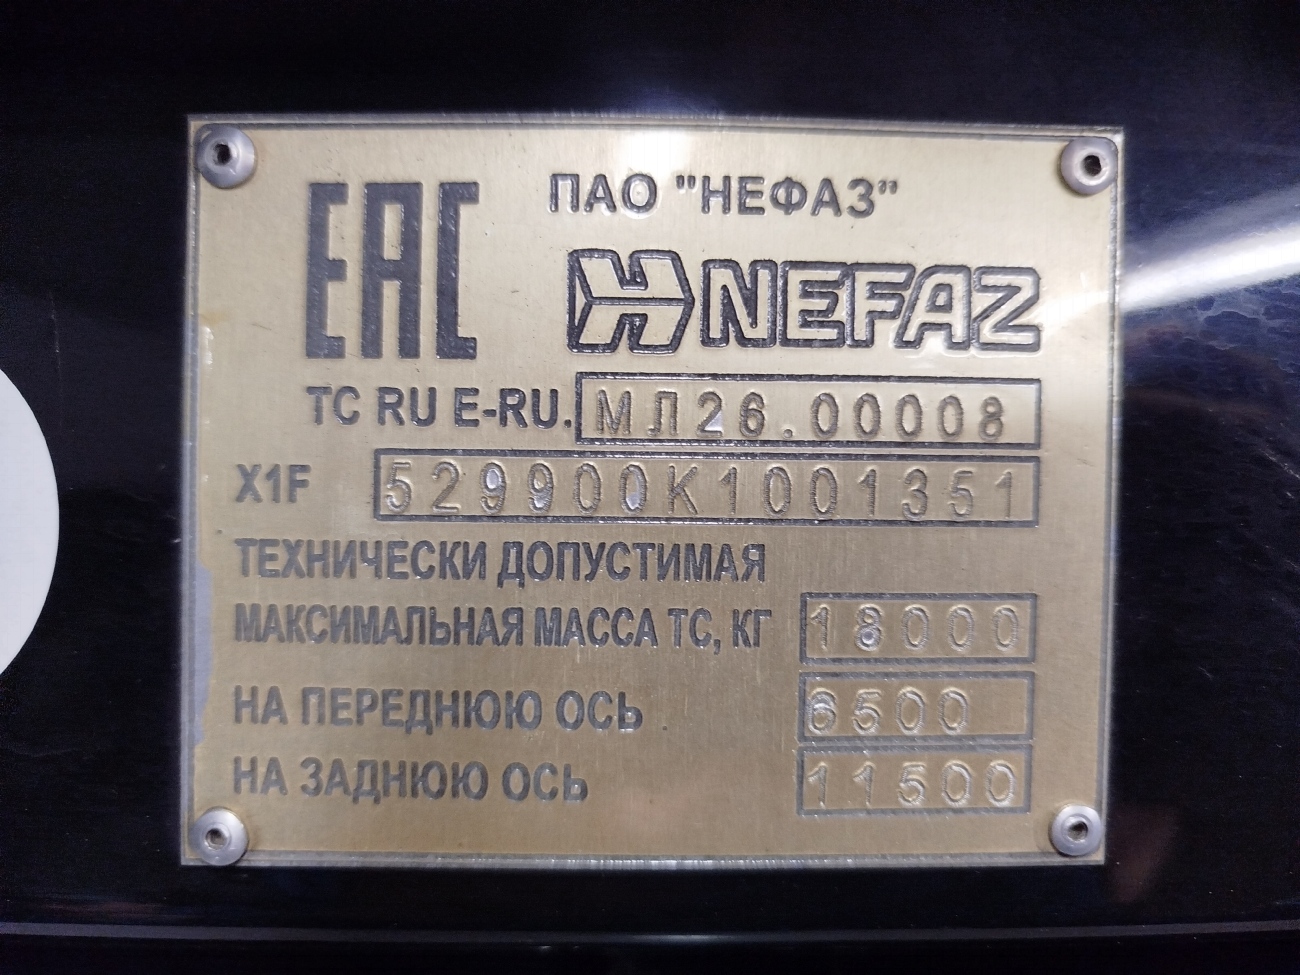 ЕАС
ПАО "НЕФАЗ"
NEFAZ
ТС RU E-RU. МЛ26.00008
X1F 529900K1001351
ТЕХНИЧЕСКИ ДОПУСТИМАЯ
МАКСИМАЛЬНАЯ МАССА ТС, КГ 18000
НА ПЕРЕДНЮЮ ОСЬ 6500
НА ЗАДНЮЮ ОСЬ 11500